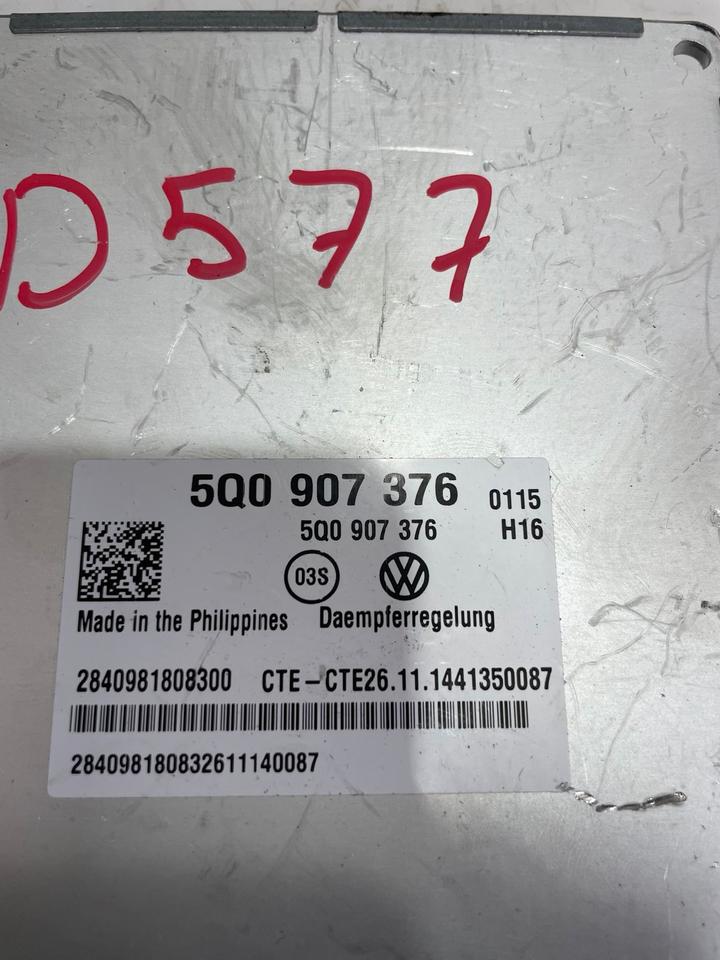 D577
5Q0 907 376 0115
5Q0 907 376 H16
03S
Made in the Philippines Daempferregelung
2840981808300 CTE-CTE26.11.1441350087
284098180832611140087